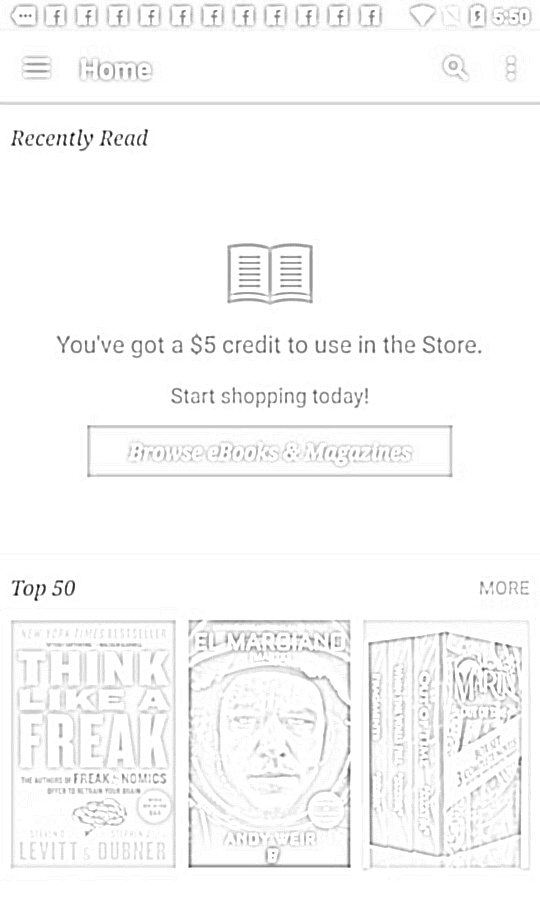 5:50
Home
Recently Read
You've got a $5 credit to use in the Store.
Start shopping today!
Browse eBooks & Magazines
Top 50
MORE
NEW YORK TIMES BESTSELLER
THINK
LIKE A
FREAK
THE AUTHORS OF FREAKONOMICS
OFFER TO RETRAIN YOUR BRAIN
STEVEN D. STEPHEN J.
LEVITT & DUBNER
EL MARCIANO
ANDY WEIR